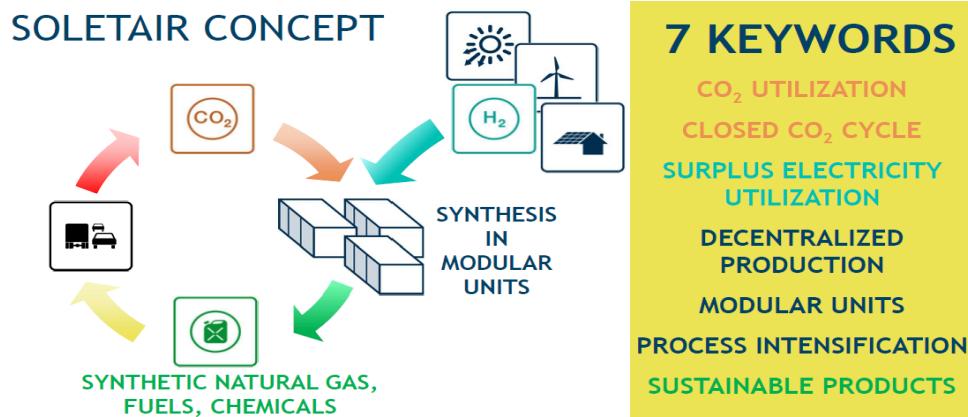 SOLETAIR CONCEPT
CO₂
H₂
SYNTHESIS
IN
MODULAR
UNITS
SYNTHETIC NATURAL GAS,
FUELS, CHEMICALS
7 KEYWORDS
CO₂ UTILIZATION
CLOSED CO₂ CYCLE
SURPLUS ELECTRICITY
UTILIZATION
DECENTRALIZED
PRODUCTION
MODULAR UNITS
PROCESS INTENSIFICATION
SUSTAINABLE PRODUCTS